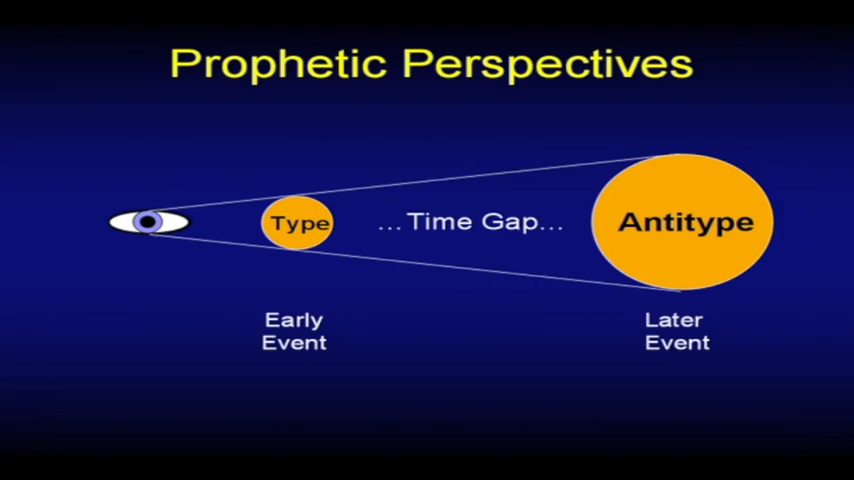 Prophetic Perspectives
Type
...Time Gap...
Antitype
Early
Event
Later
Event